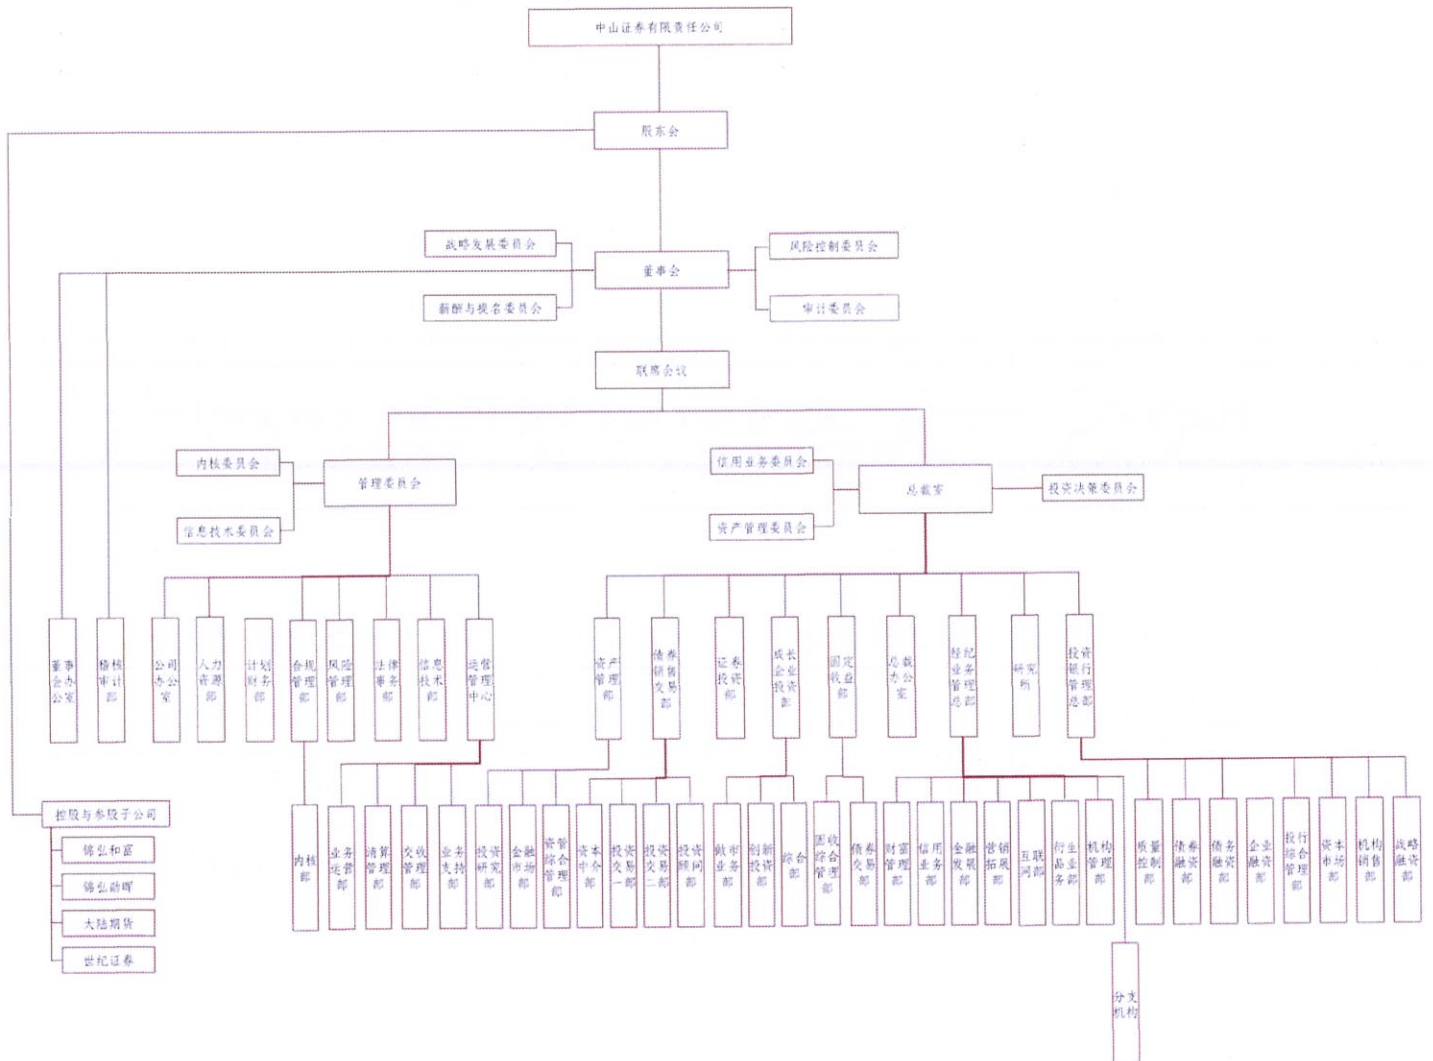 中山证券有限责任公司
股东会
战略发展委员会
风险控制委员会
董事会
薪酬与提名委员会
审计委员会
联席会议
内核委员会
管理委员会
信息技术委员会
信用业务委员会
总裁室
投资决策委员会
资产管理委员会
董事会办公室
稽核审计部
公司办公室
人力资源部
计划财务部
合规管理部
风险管理部
法律事务部
信息技术部
运营管理中心
资产管理部
债券销售交易部
证券投资部
成长企业投资部
固定收益部
总裁办公室
经纪业务管理总部
研究所
投资银行管理总部
控股与参股子公司
锦弘和富
锦弘劭晖
大陆期货
世纪证券
内核部
业务运营部
清算管理部
交收管理部
业务支持部
投资研究部
金融市场部
资管综合管理部
资本中介部
投资交易一部
投资交易二部
投资顾问部
做市业务部
创新投资部
综合部
固收综合管理部
债券交易部
财富管理部
信用业务部
金融发展部
营销拓展部
互联网部
衍生品业务部
机构管理部
质量控制部
债券融资部
债务融资部
企业融资部
投行综合管理部
资本市场部
机构销售部
战略融资部
分支机构